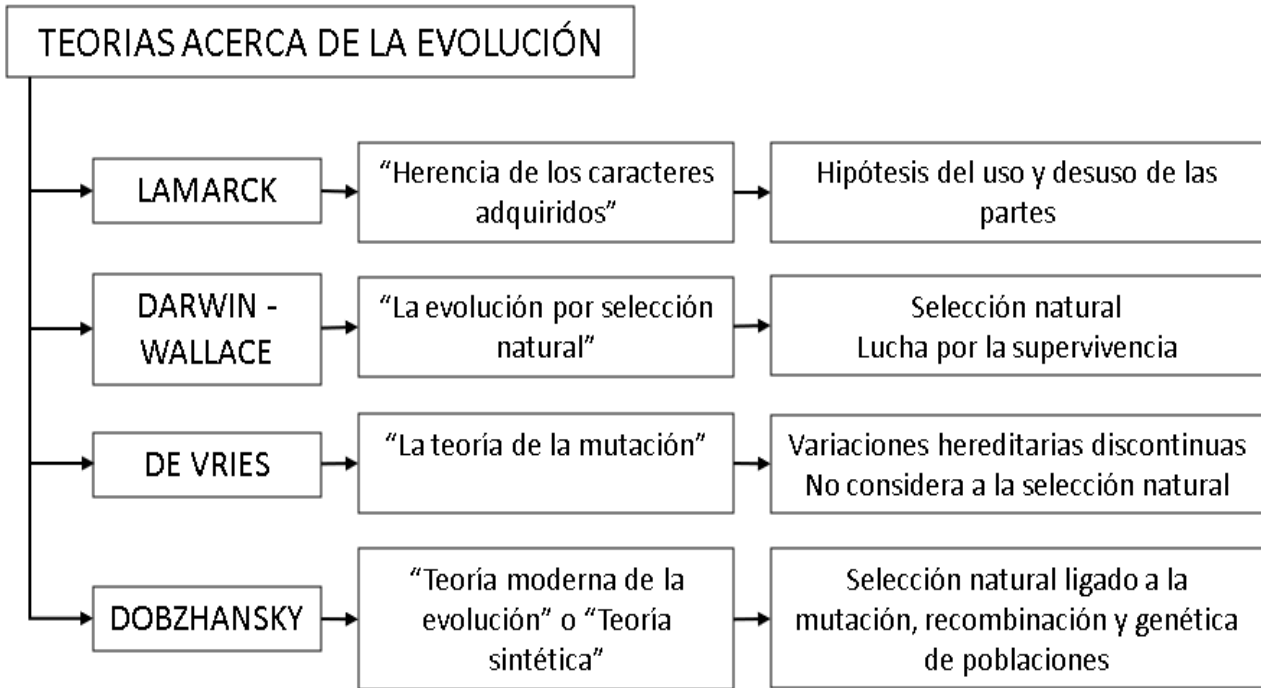 TEORIAS ACERCA DE LA EVOLUCIÓN
LAMARCK
“Herencia de los caracteres
adquiridos”
Hipótesis del uso y desuso de las
partes
DARWIN -
WALLACE
“La evolución por selección
natural”
Selección natural
Lucha por la supervivencia
DE VRIES
“La teoría de la mutación”
Variaciones hereditarias discontinuas
No considera a la selección natural
DOBZHANSKY
“Teoría moderna de la
evolución” o “Teoría
sintética”
Selección natural ligado a la
mutación, recombinación y genética
de poblaciones